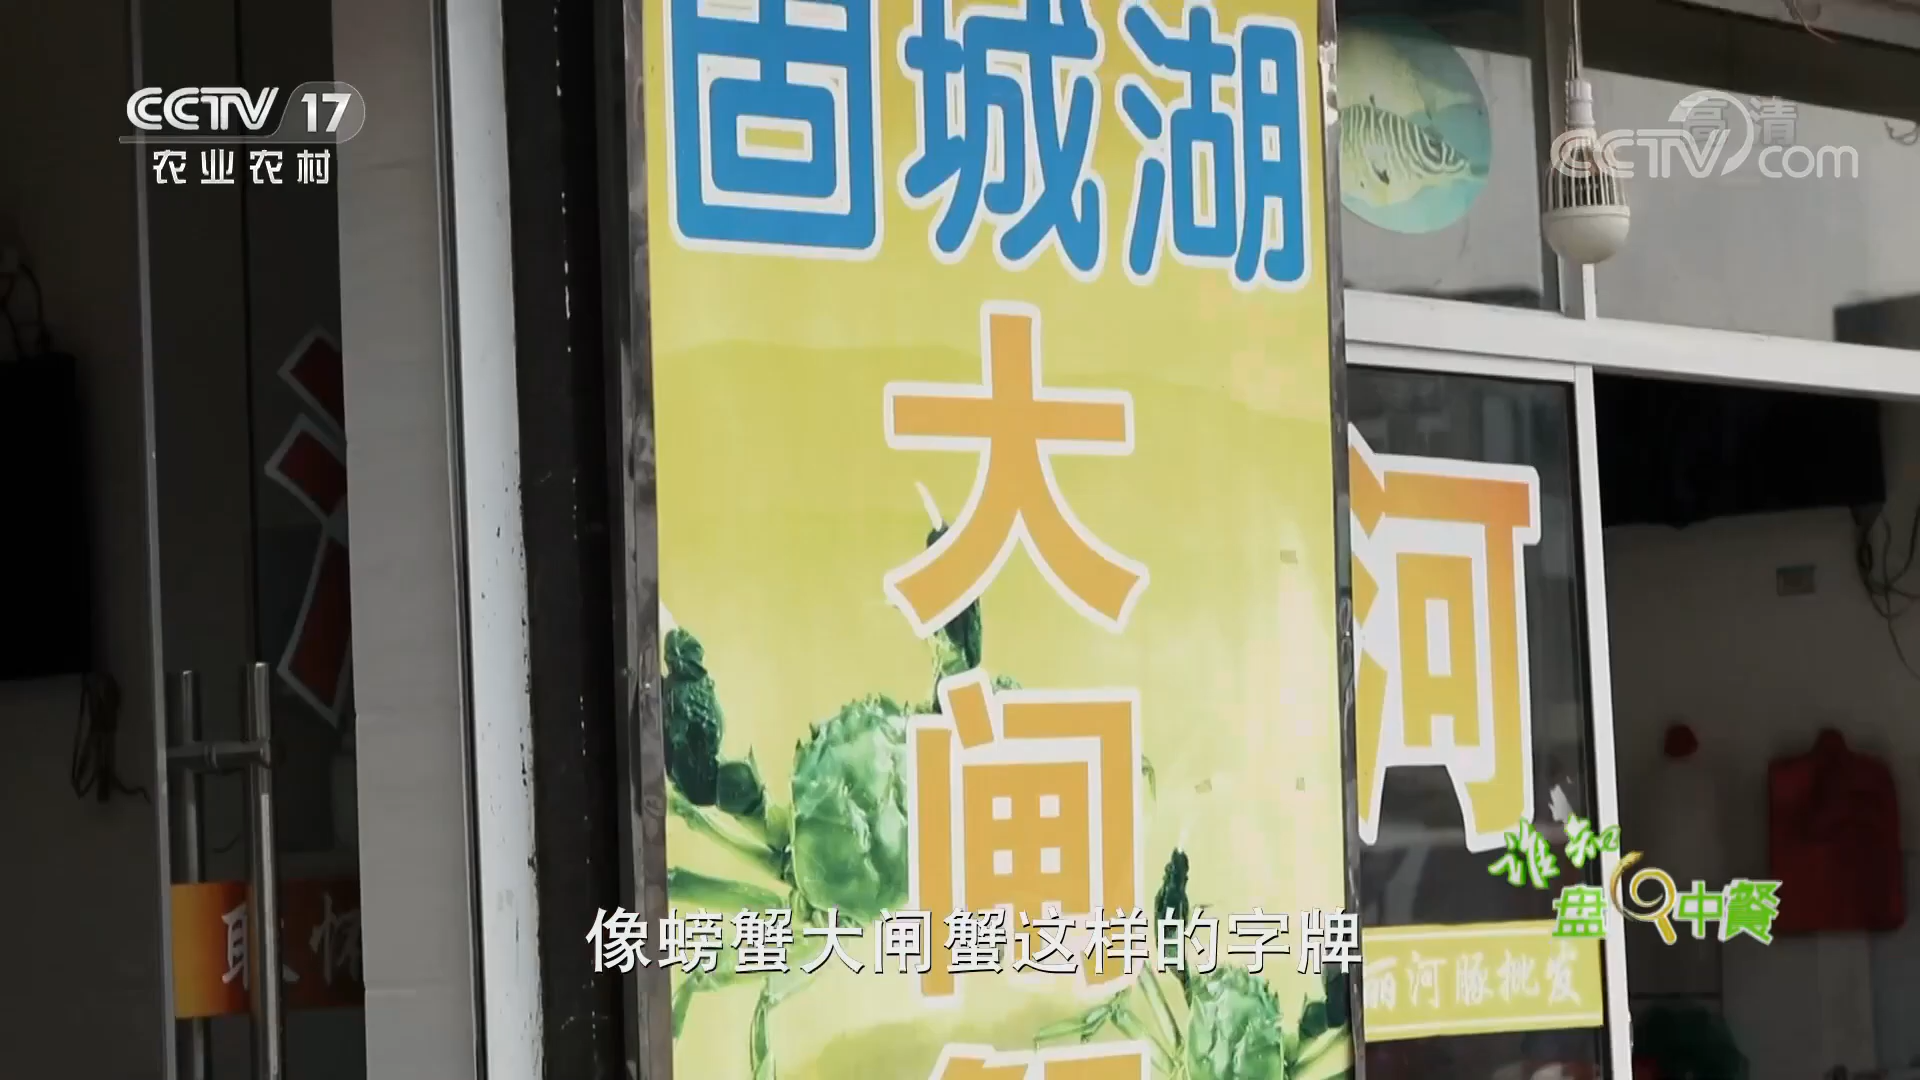 CCTV 17
农业农村
高清
CCTV.com
固城湖
大
闸
河
丽河豚批发
谁知
盘中餐
像螃蟹大闸蟹这样的字牌